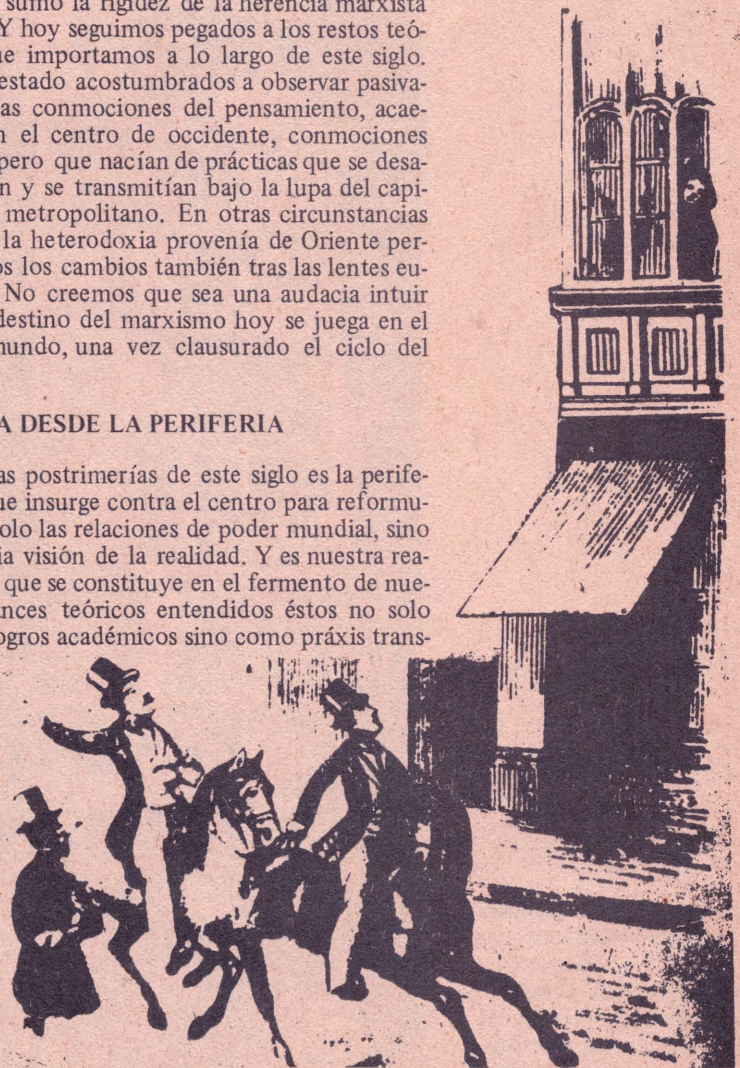 sumó la rigidez de la herencia marxista
Y hoy seguimos pegados a los restos teó-
e importamos a lo largo de este siglo.
estado acostumbrados a observar pasiva-
as conmociones del pensamiento, acae-
n el centro de occidente, conmociones
pero que nacían de prácticas que se desa-
n y se transmitían bajo la lupa del capi-
metropolitano. En otras circunstancias
la heterodoxia provenía de Oriente per-
os los cambios también tras las lentes eu-
No creemos que sea una audacia intuir
destino del marxismo hoy se juega en el
mundo, una vez clausurado el ciclo del
A DESDE LA PERIFERIA
as postrimerías de este siglo es la perife-
ue insurge contra el centro para reformu-
olo las relaciones de poder mundial, sino
ia visión de la realidad. Y es nuestra rea-
que se constituye en el fermento de nue-
ances teóricos entendidos éstos no solo
ogros académicos sino como práxis trans-